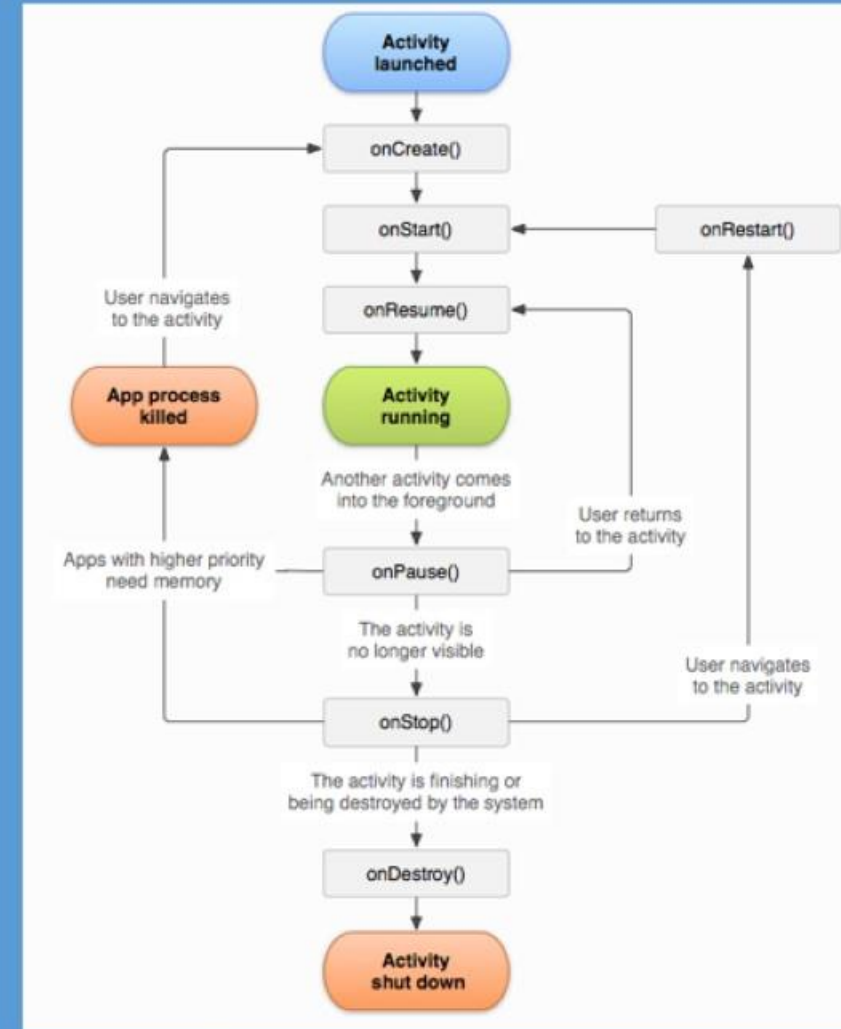 Activity
launched
onCreate()
onStart()
onRestart()
User navigates
to the activity
onResume()
App process
killed
Activity
running
Another activity comes
into the foreground
User returns
to the activity
Apps with higher priority
need memory
onPause()
The activity is
no longer visible
User navigates
to the activity
onStop()
The activity is finishing or
being destroyed by the system
onDestroy()
Activity
shut down